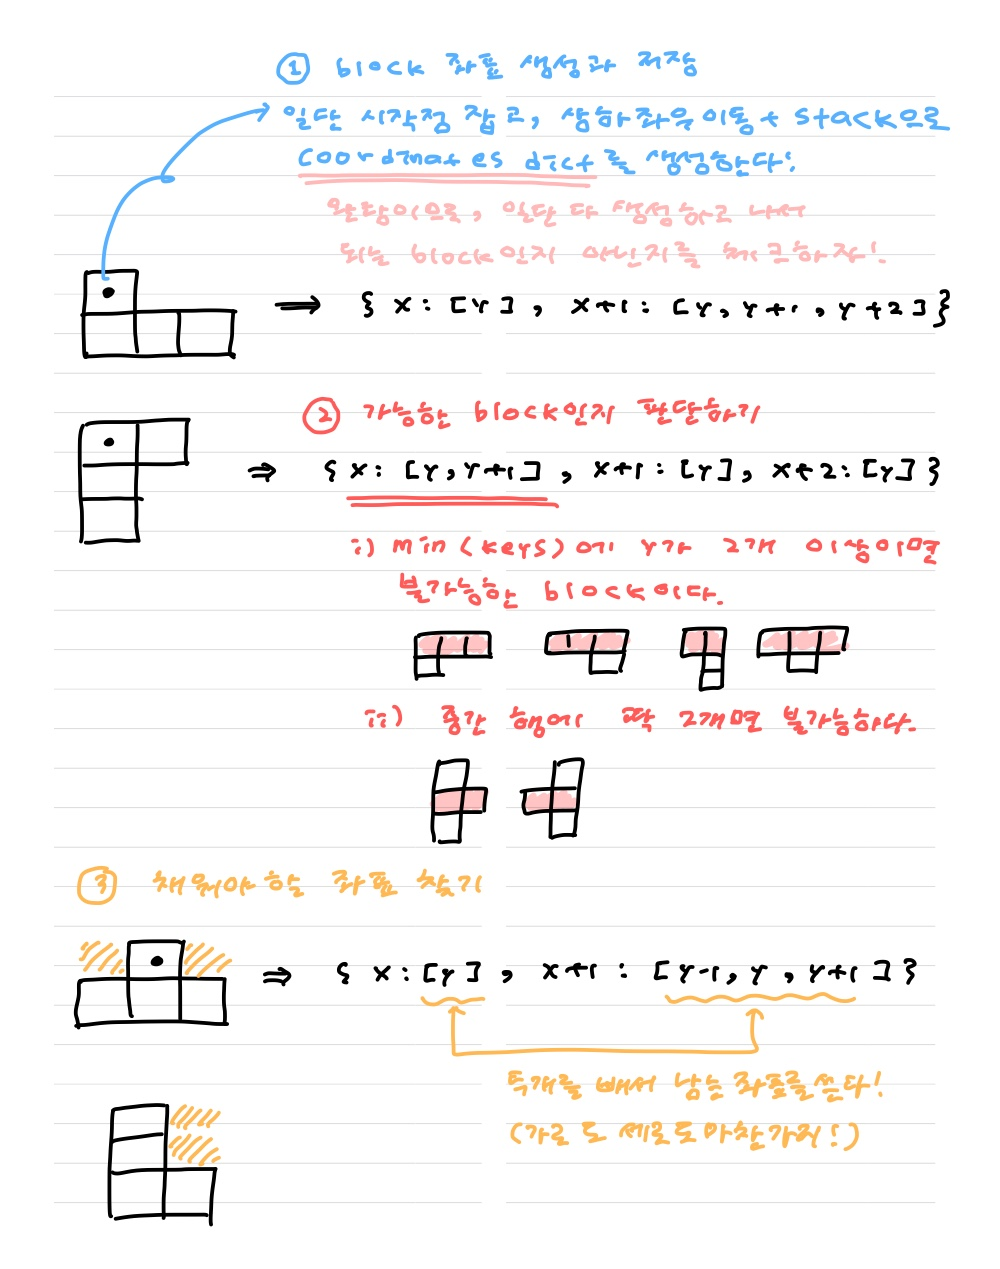 ① block 좌표 생성과 저장
일단 시작점 잡고, 상하좌우이동 + stack으로
coordinates dict를 생성한다!
완탐이므로, 일단 다 생성하고 나서
되는 block인지 아닌지를 체크하자!
⇒ { x: [y], x+1: [y, y+1, y+2] }
② 가능한 block인지 판단하기
⇒ { x: [y, y+1], x+1: [y], x+2: [y] }
i) min(keys)에 y가 2개 이상이면
불가능한 block이다.
ii) 중간 행에 딱 2개면 불가능하다.
③ 채워야 할 좌표 찾기
⇒ { x: [y], x+1: [y-1, y, y+1] }
두개를 빼서 남는 좌표를 쓴다!
(가로도 세로도 마찬가지!)